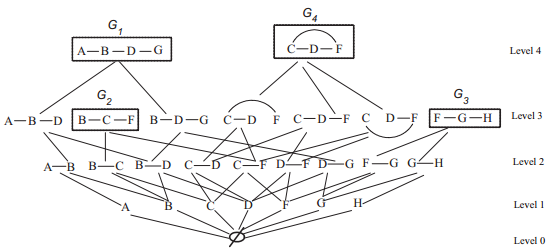 G1 G4
A–B–D–G C–D–F Level 4
G2 G3
A–B–D B–C–F B–D–G C–D F C–D–F C D–F F–G–H Level 3
A–B B–C B–D C–D C–F D–F D–G F–G G–H Level 2
A B C D F G H Level 1
∅ Level 0